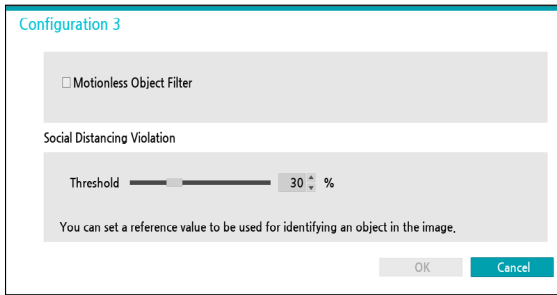 Configuration 3
Motionless Object Filter
Social Distancing Violation
Threshold 30 %
You can set a reference value to be used for identifying an object in the image.
OK Cancel